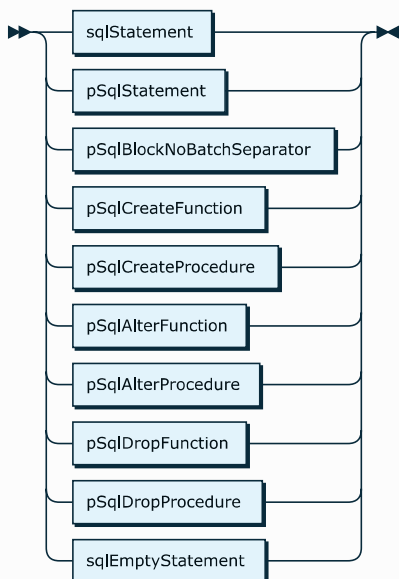 sqlStatement
pSqlStatement
pSqlBlockNoBatchSeparator
pSqlCreateFunction
pSqlCreateProcedure
pSqlAlterFunction
pSqlAlterProcedure
pSqlDropFunction
pSqlDropProcedure
sqlEmptyStatement